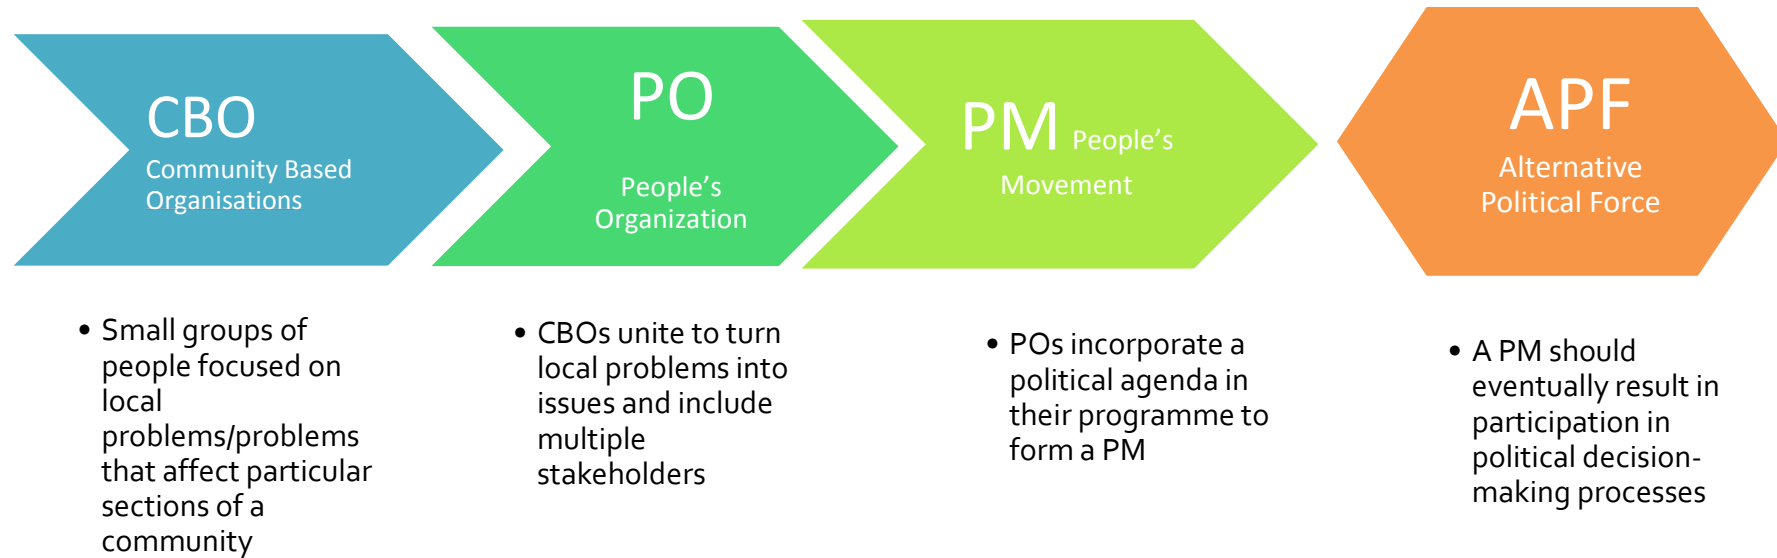 CBO
Community Based
Organisations
PO
People's
Organization
PM People's
Movement
APF
Alternative
Political Force
• Small groups of
people focused on
local
problems/problems
that affect particular
sections of a
community
• CBOs unite to turn
local problems into
issues and include
multiple
stakeholders
• POs incorporate a
political agenda in
their programme to
form a PM
• A PM should
eventually result in
participation in
political decision-
making processes